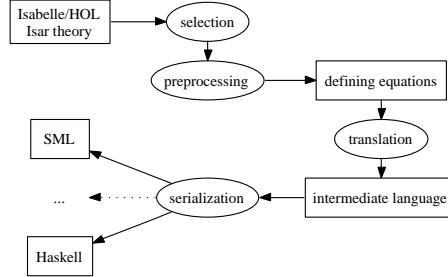 Isabelle/HOL
Isar theory
selection
preprocessing
defining equations
translation
intermediate language
serialization
SML
...
Haskell